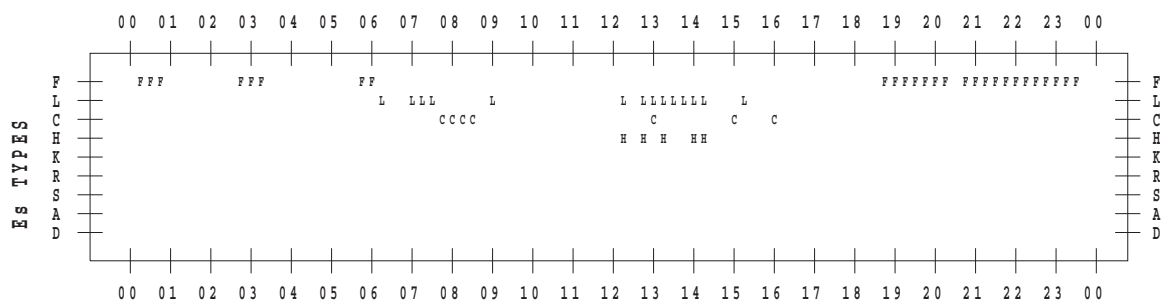 00 01 02 03 04 05 06 07 08 09 10 11 12 13 14 15 16 17 18 19 20 21 22 23 00
F FFF FFF FF FFFFFFF FFFFFFFFFFFF F
L L LLL L L LLLLLLL L L
C CCCC C C C C
H H H H HH H
K K
R R
S S
A A
D D
Es TYPES
00 01 02 03 04 05 06 07 08 09 10 11 12 13 14 15 16 17 18 19 20 21 22 23 00